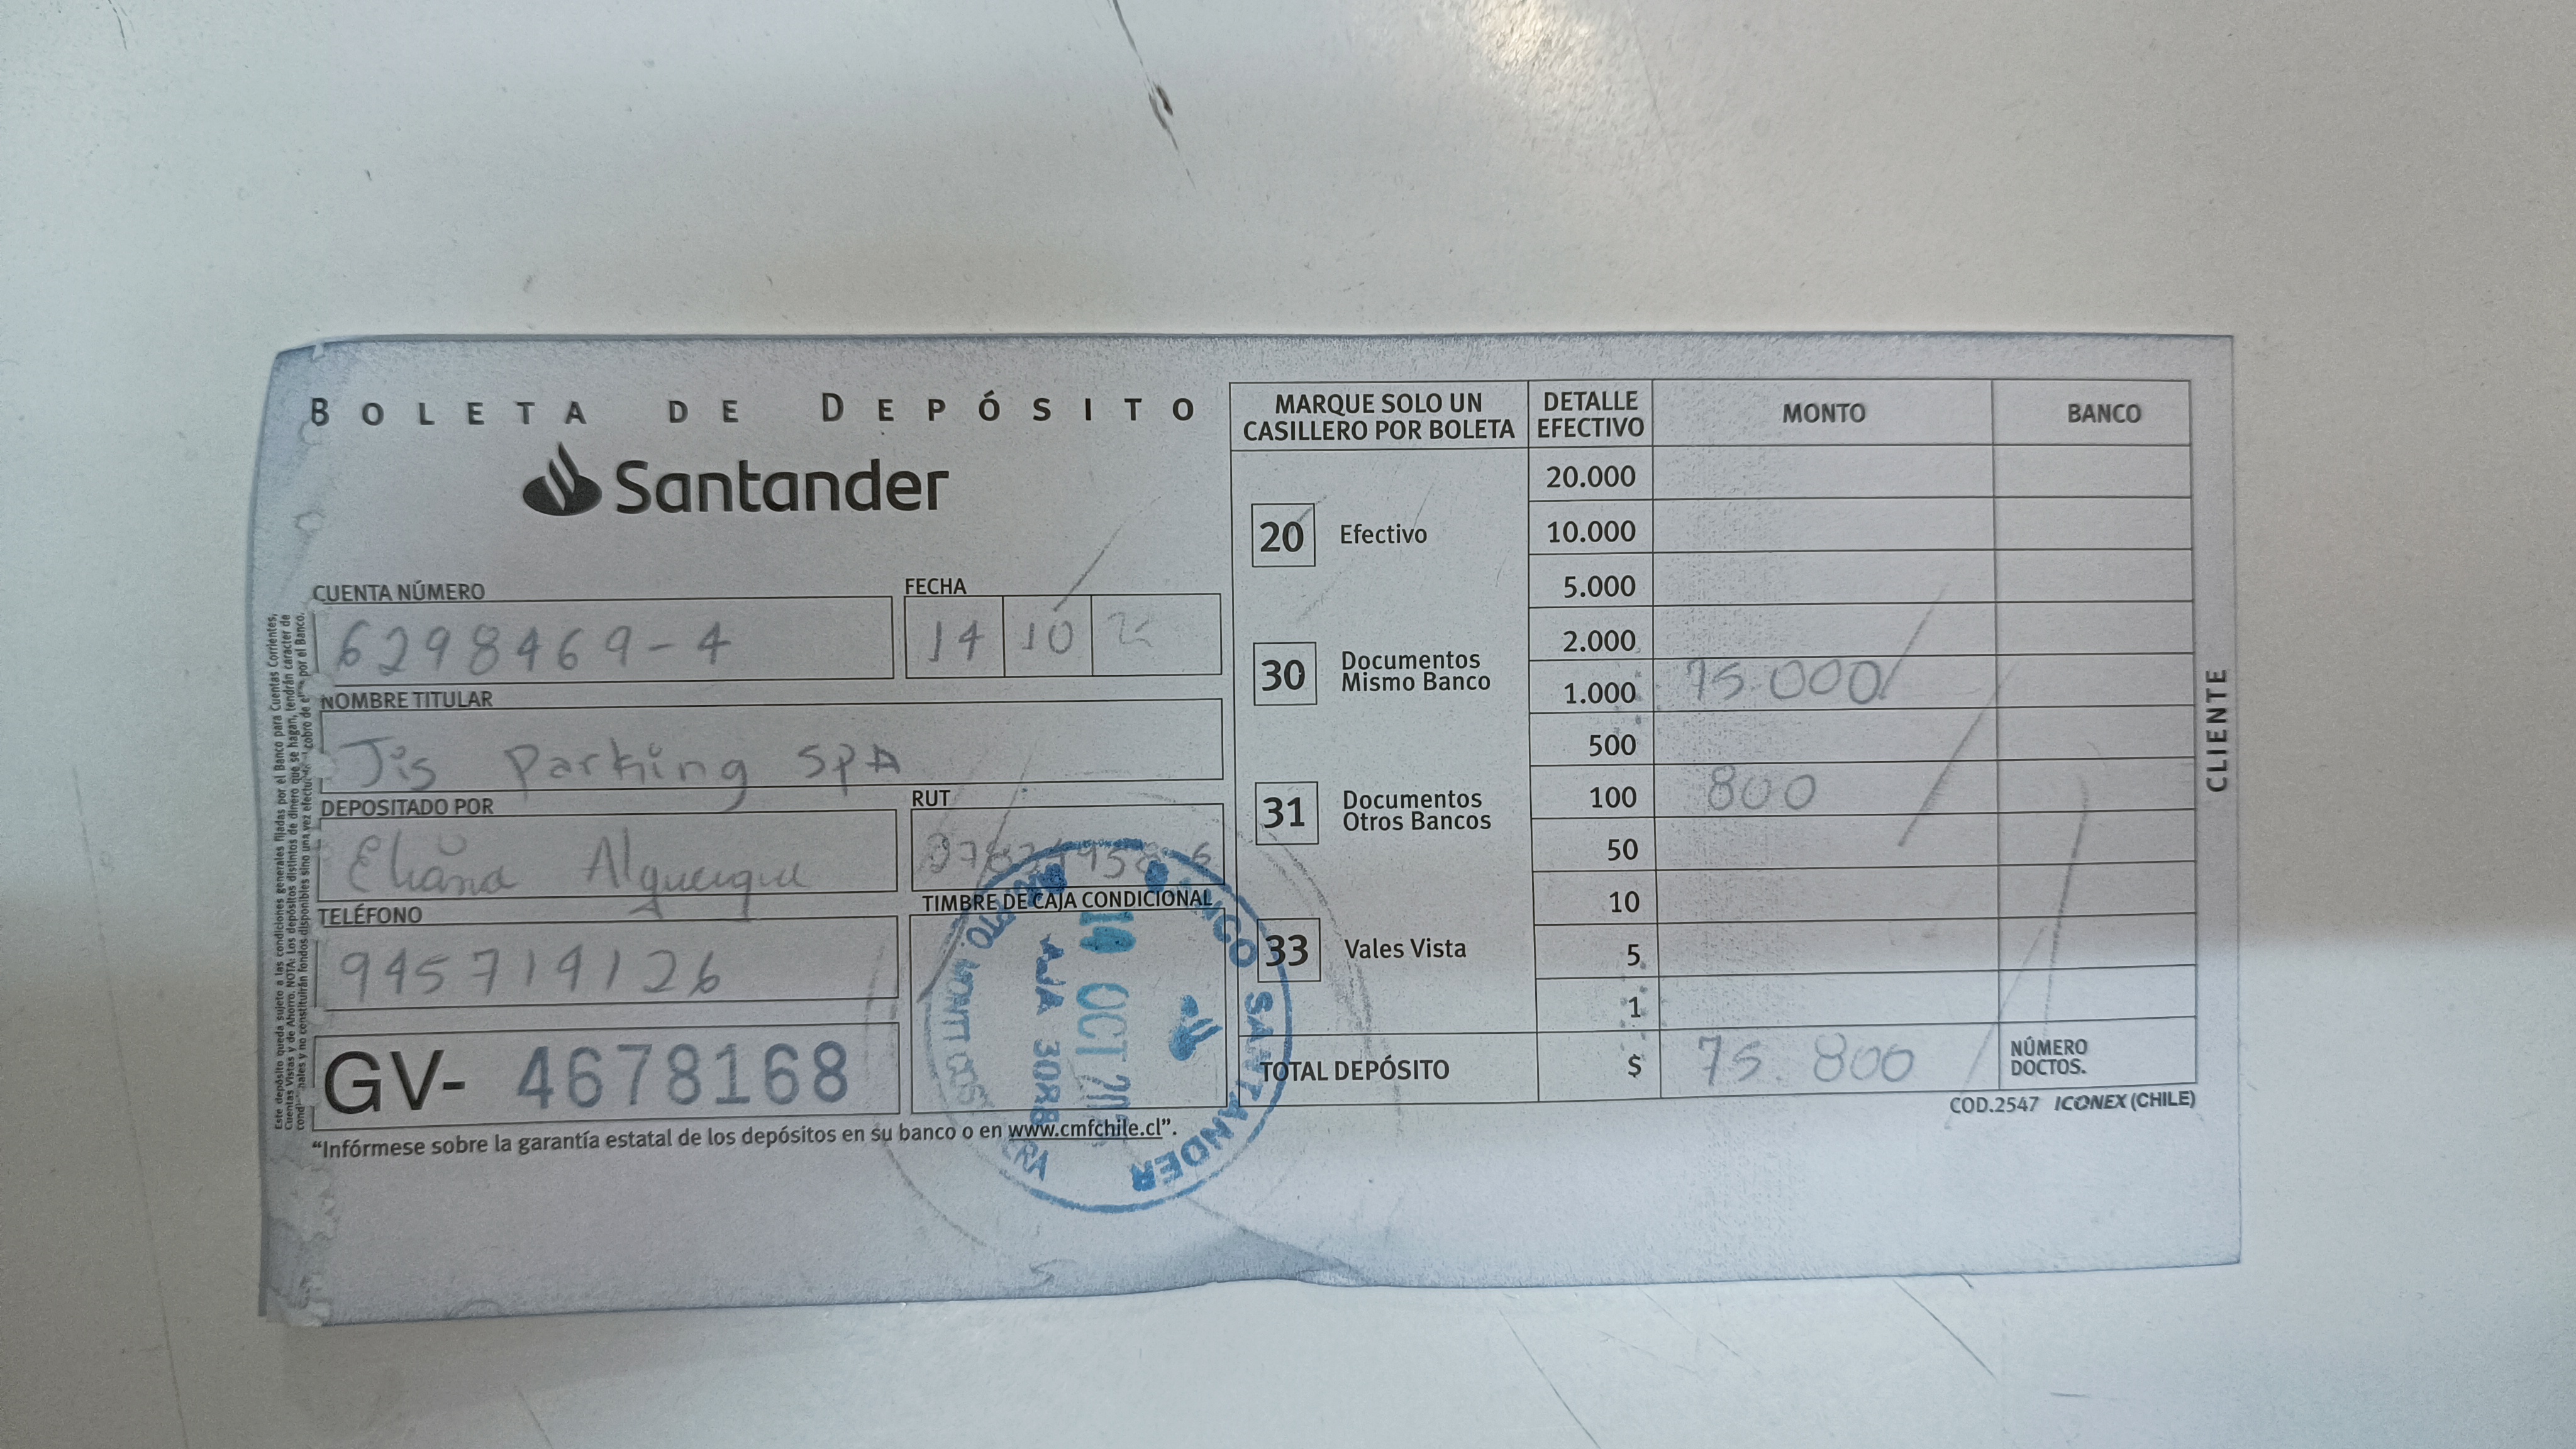 BOLETA DE DEPÓSITO
Santander
CUENTA NÚMERO
6298469-4
FECHA
14 10
NOMBRE TITULAR
Jis Parking SPA
DEPOSITADO POR
Eliana Alquerque
RUT
TELÉFONO
945714126
TIMBRE DE CAJA CONDICIONAL
BANCO SANTANDER
14 OCT
GV- 4678168
“Infórmese sobre la garantía estatal de los depósitos en su banco o en www.cmfchile.cl”.
MARQUE SOLO UN
CASILLERO POR BOLETA
20 Efectivo
30 Documentos
Mismo Banco
31 Documentos
Otros Bancos
33 Vales Vista
DETALLE
EFECTIVO
MONTO
BANCO
20.000
10.000
5.000
2.000
1.000 75.000
500
100 800
50
10
5
1
TOTAL DEPÓSITO $ 75.800
NÚMERO
DOCTOS.
COD.2547 ICONEX (CHILE)
CLIENTE